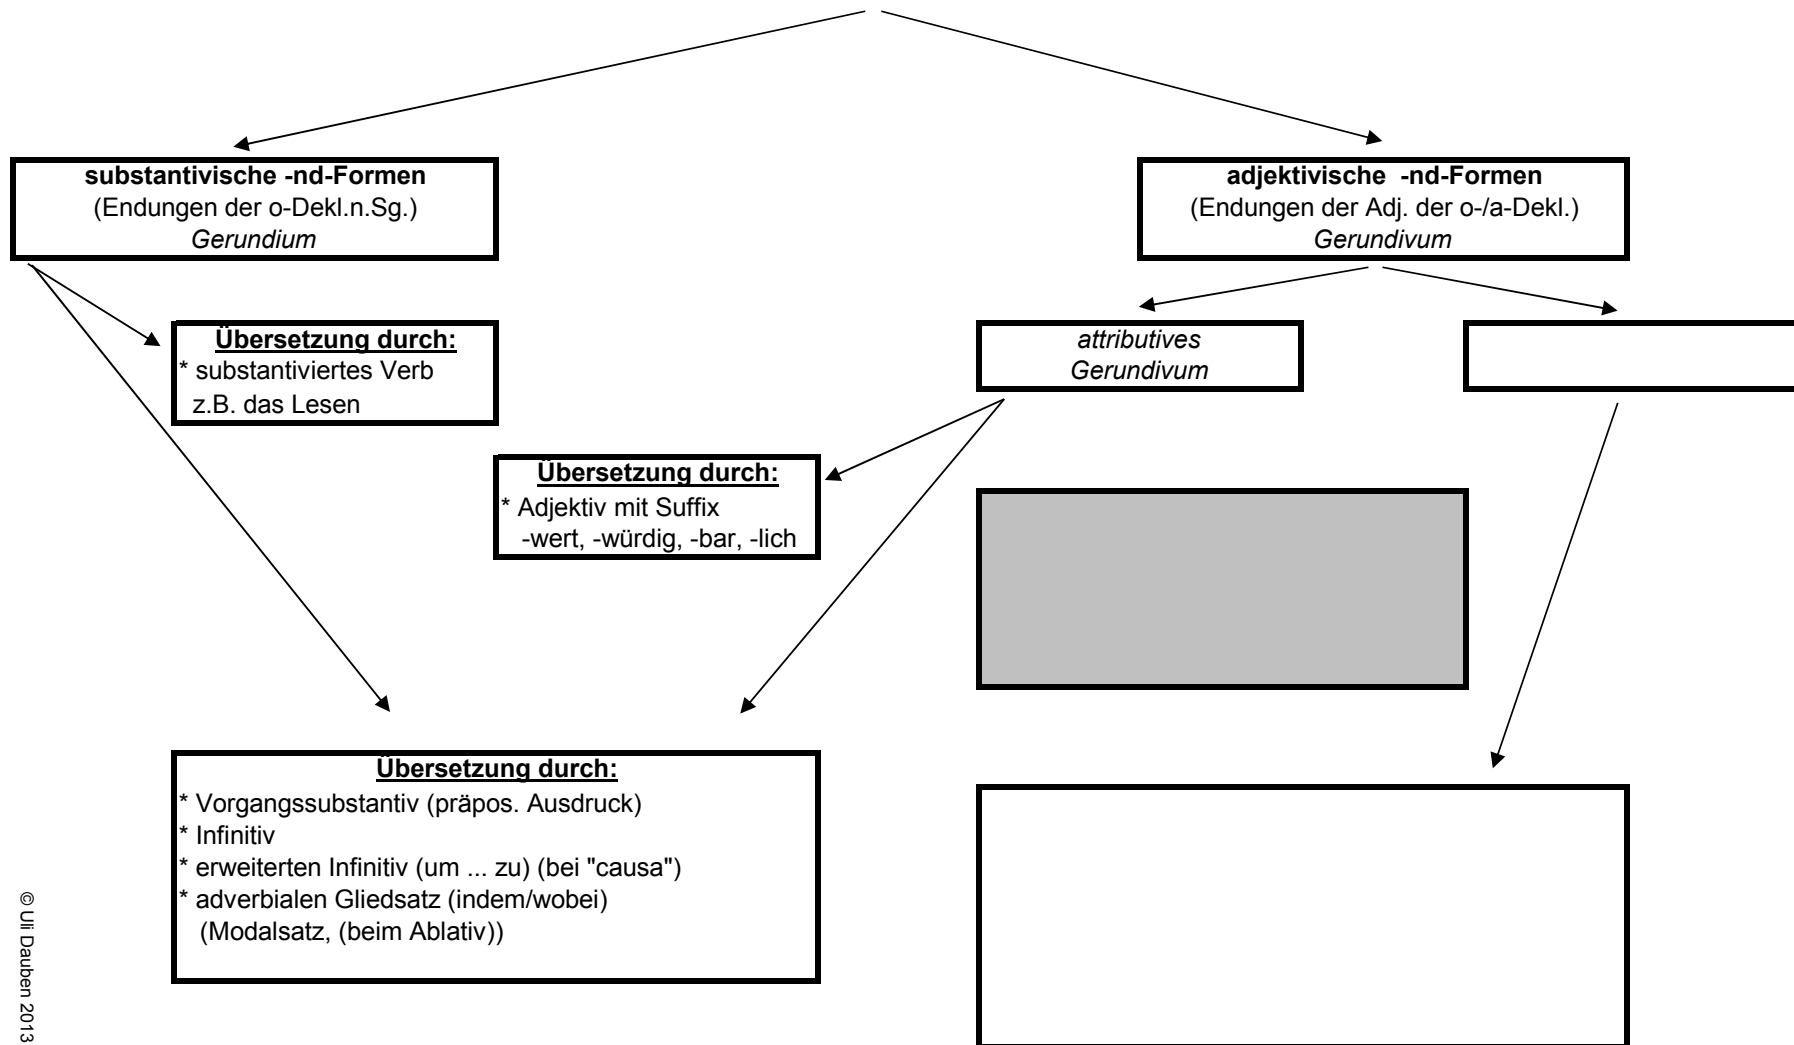 substantivische -nd-Formen
(Endungen der o-Dekl.n.Sg.)
Gerundium
adjektivische -nd-Formen
(Endungen der Adj. der o-/a-Dekl.)
Gerundivum
Übersetzung durch:
* substantiviertes Verb
z.B. das Lesen
attributives
Gerundivum
Übersetzung durch:
* Adjektiv mit Suffix
-wert, -würdig, -bar, -lich
Übersetzung durch:
* Vorgangssubstantiv (präpos. Ausdruck)
* Infinitiv
* erweiterten Infinitiv (um ... zu) (bei "causa")
* adverbialen Gliedsatz (indem/wobei)
(Modalsatz, (beim Ablativ))
© Uli Dauben 2013